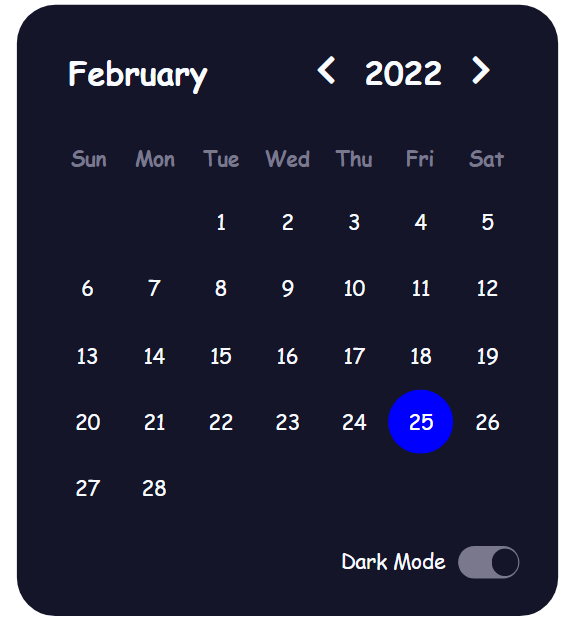 February 2022
Sun Mon Tue Wed Thu Fri Sat
1 2 3 4 5
6 7 8 9 10 11 12
13 14 15 16 17 18 19
20 21 22 23 24 25 26
27 28
Dark Mode